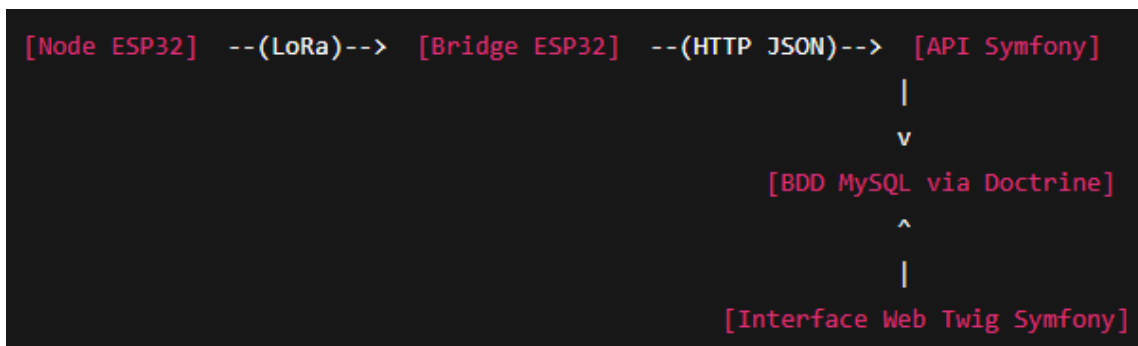 [Node ESP32] --(LoRa)--> [Bridge ESP32] --(HTTP JSON)--> [API Symfony]
|
v
[BDD MySQL via Doctrine]
^
|
[Interface Web Twig Symfony]